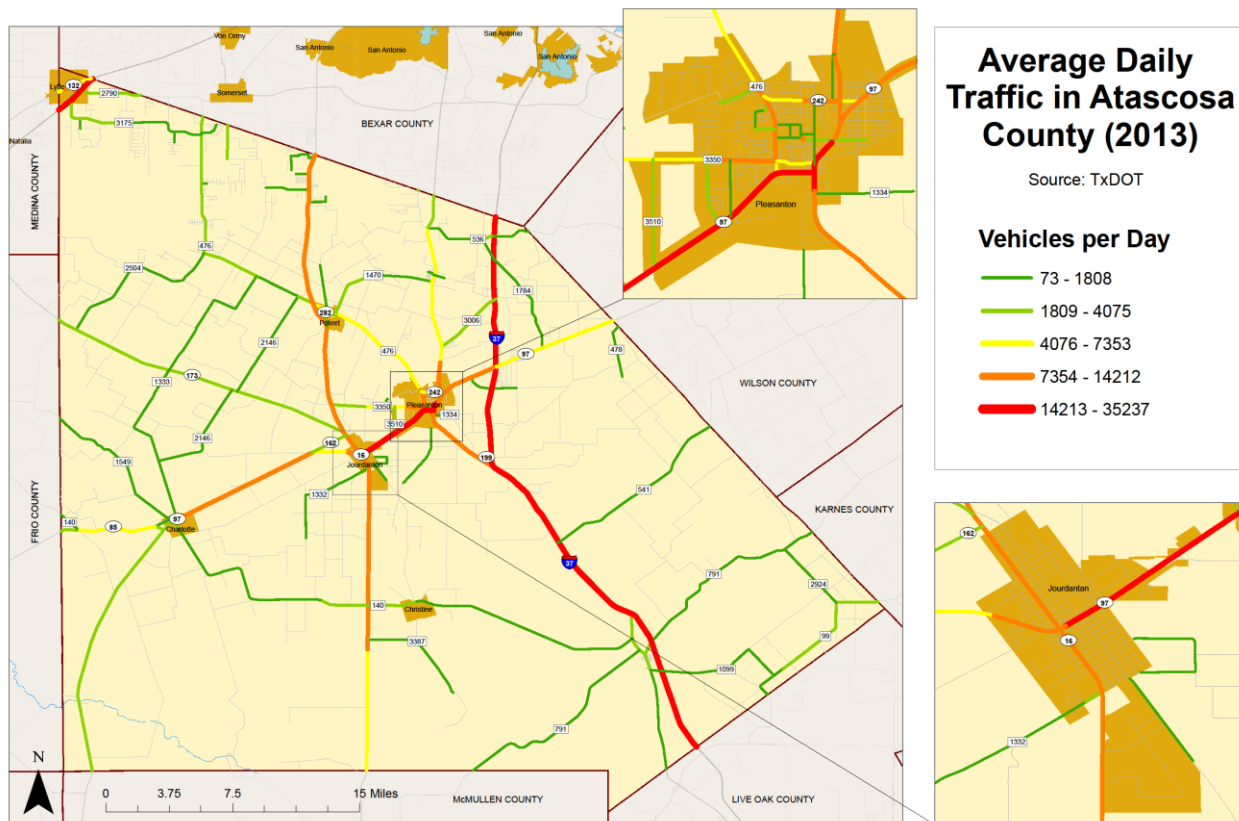 Average Daily
Traffic in Atascosa
County (2013)
Source: TxDOT
Vehicles per Day
73 - 1808
1809 - 4075
4076 - 7353
7354 - 14212
14213 - 35237
Von Ormy
San Antonio
San Antonio
San Antonio
San Antonio
Lytle
132
2790
Somerset
3175
BEXAR COUNTY
Natalia
MEDINA COUNTY
476
536
2504
1470
1784
282
Poteet
3006
2146
37
476
97
478
173
1333
242
WILSON COUNTY
3350
Pleasanton
1334
3510
2146
162
16
199
Jourdanton
1549
1332
541
97
140
85
Charlotte
KARNES COUNTY
FRIO COUNTY
37
791
2924
140
Christine
99
3387
1099
791
N
0 3.75 7.5 15 Miles
McMULLEN COUNTY
LIVE OAK COUNTY
476
242
97
3350
1334
Pleasanton
3510
97
162
Jourdantan
97
16
1332